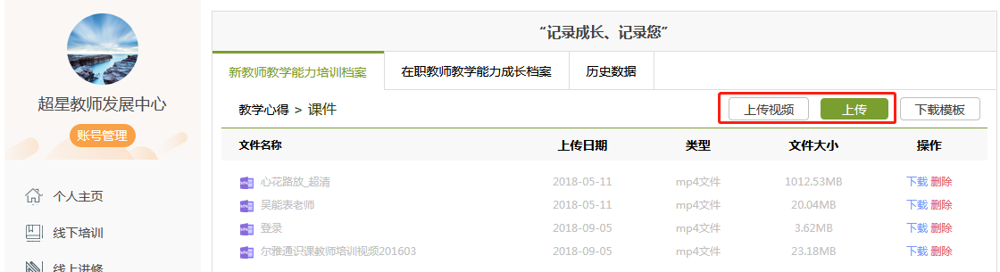 “记录成长、记录您”
超星教师发展中心
账号管理
个人主页
线下培训
线上进修
新教师教学能力培训档案 在职教师教学能力成长档案 历史数据
教学心得 > 课件 上传视频 上传 下载模板
文件名称 上传日期 类型 文件大小 操作
心花路放_超清 2018-05-11 mp4文件 1012.53MB 下载 删除
吴能表老师 2018-05-11 mp4文件 20.04MB 下载 删除
登录 2018-09-05 mp4文件 3.62MB 下载 删除
尔雅通识课教师培训视频201603 2018-09-05 mp4文件 23.18MB 下载 删除